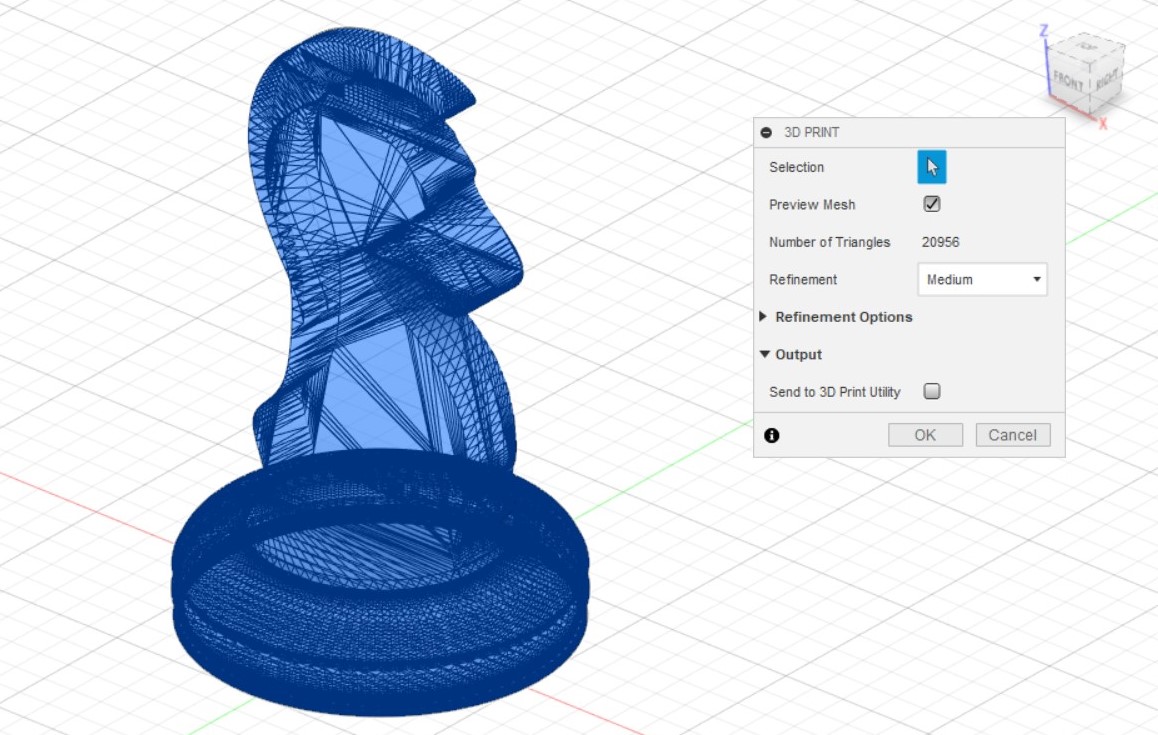 Z
TOP
FRONT
RIGHT
X
3D PRINT
Selection
Preview Mesh
Number of Triangles 20956
Refinement Medium
Refinement Options
Output
Send to 3D Print Utility
OK Cancel